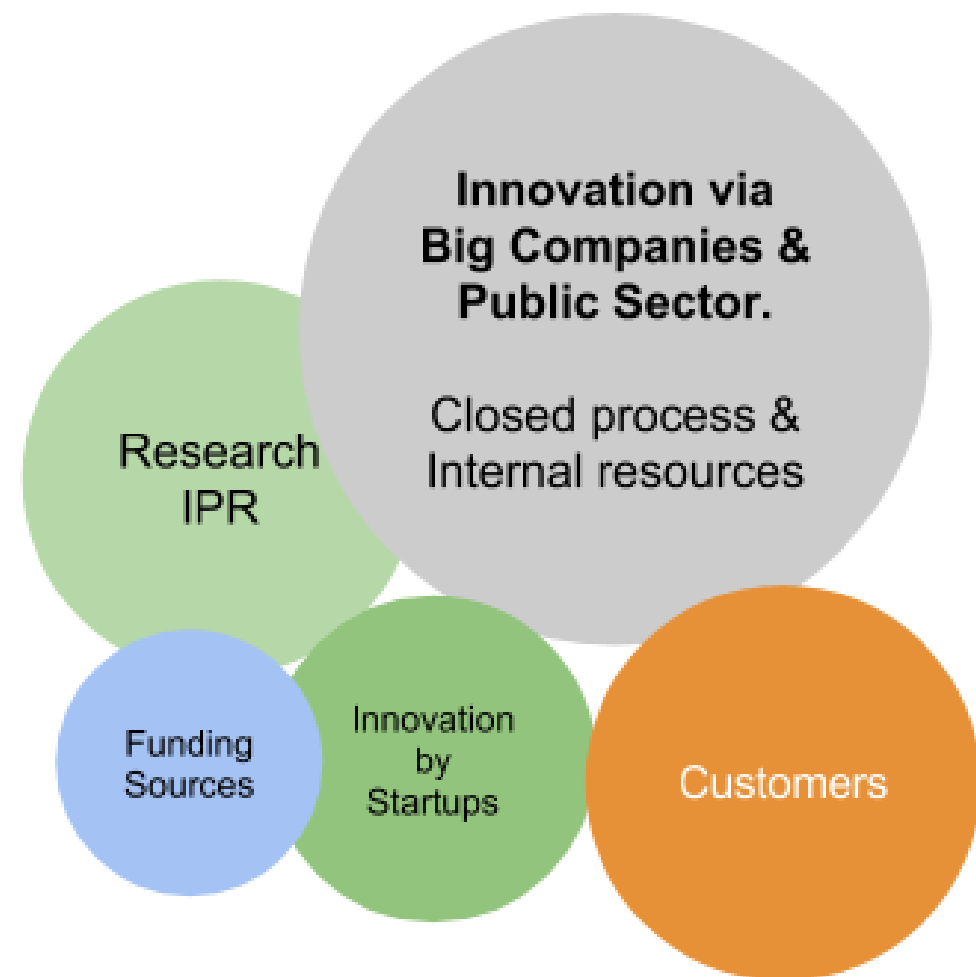 Innovation via
Big Companies &
Public Sector.
Closed process &
Internal resources
Research
IPR
Innovation
by
Startups
Funding
Sources
Customers